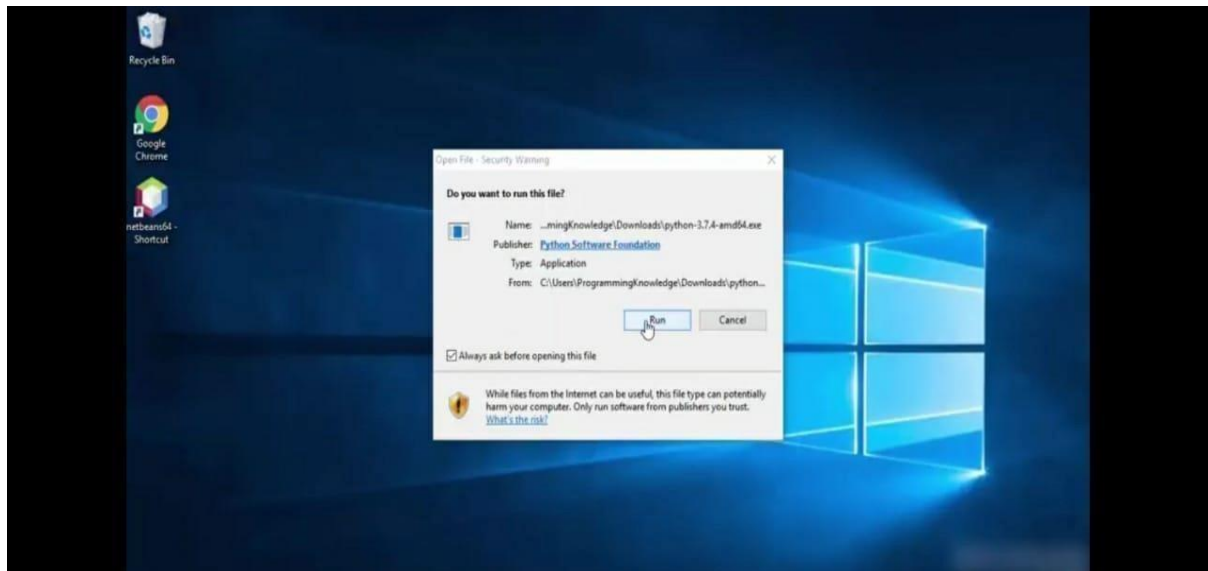 Recycle Bin
Google
Chrome
netbeans64 -
Shortcut
Open File - Security Warning
Do you want to run this file?
Name: ...mingKnowledge\Downloads\python-3.7.4-amd64.exe
Publisher: Python Software Foundation
Type: Application
From: C:\Users\ProgrammingKnowledge\Downloads\python...
Run Cancel
Always ask before opening this file
While files from the Internet can be useful, this file type can potentially
harm your computer. Only run software from publishers you trust.
What's the risk?